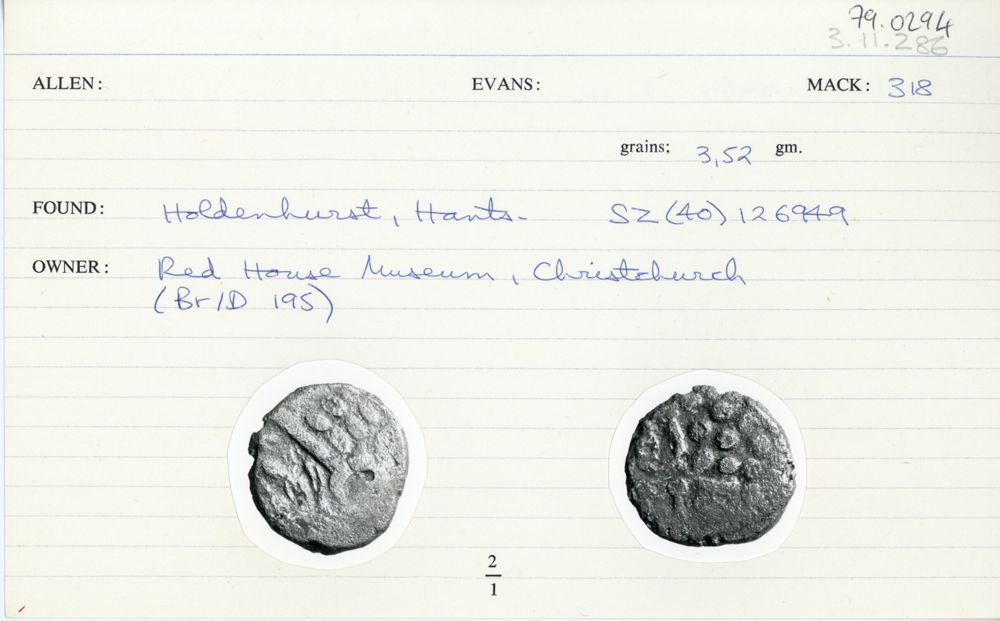 79.0294
3.11.286
ALLEN: EVANS: MACK: 318
grains; 3,52 gm.
FOUND: Holdenhurst, Hants- SZ(40)126949
OWNER: Red House Museum, Christchurch
(Br/D 195)
2
1